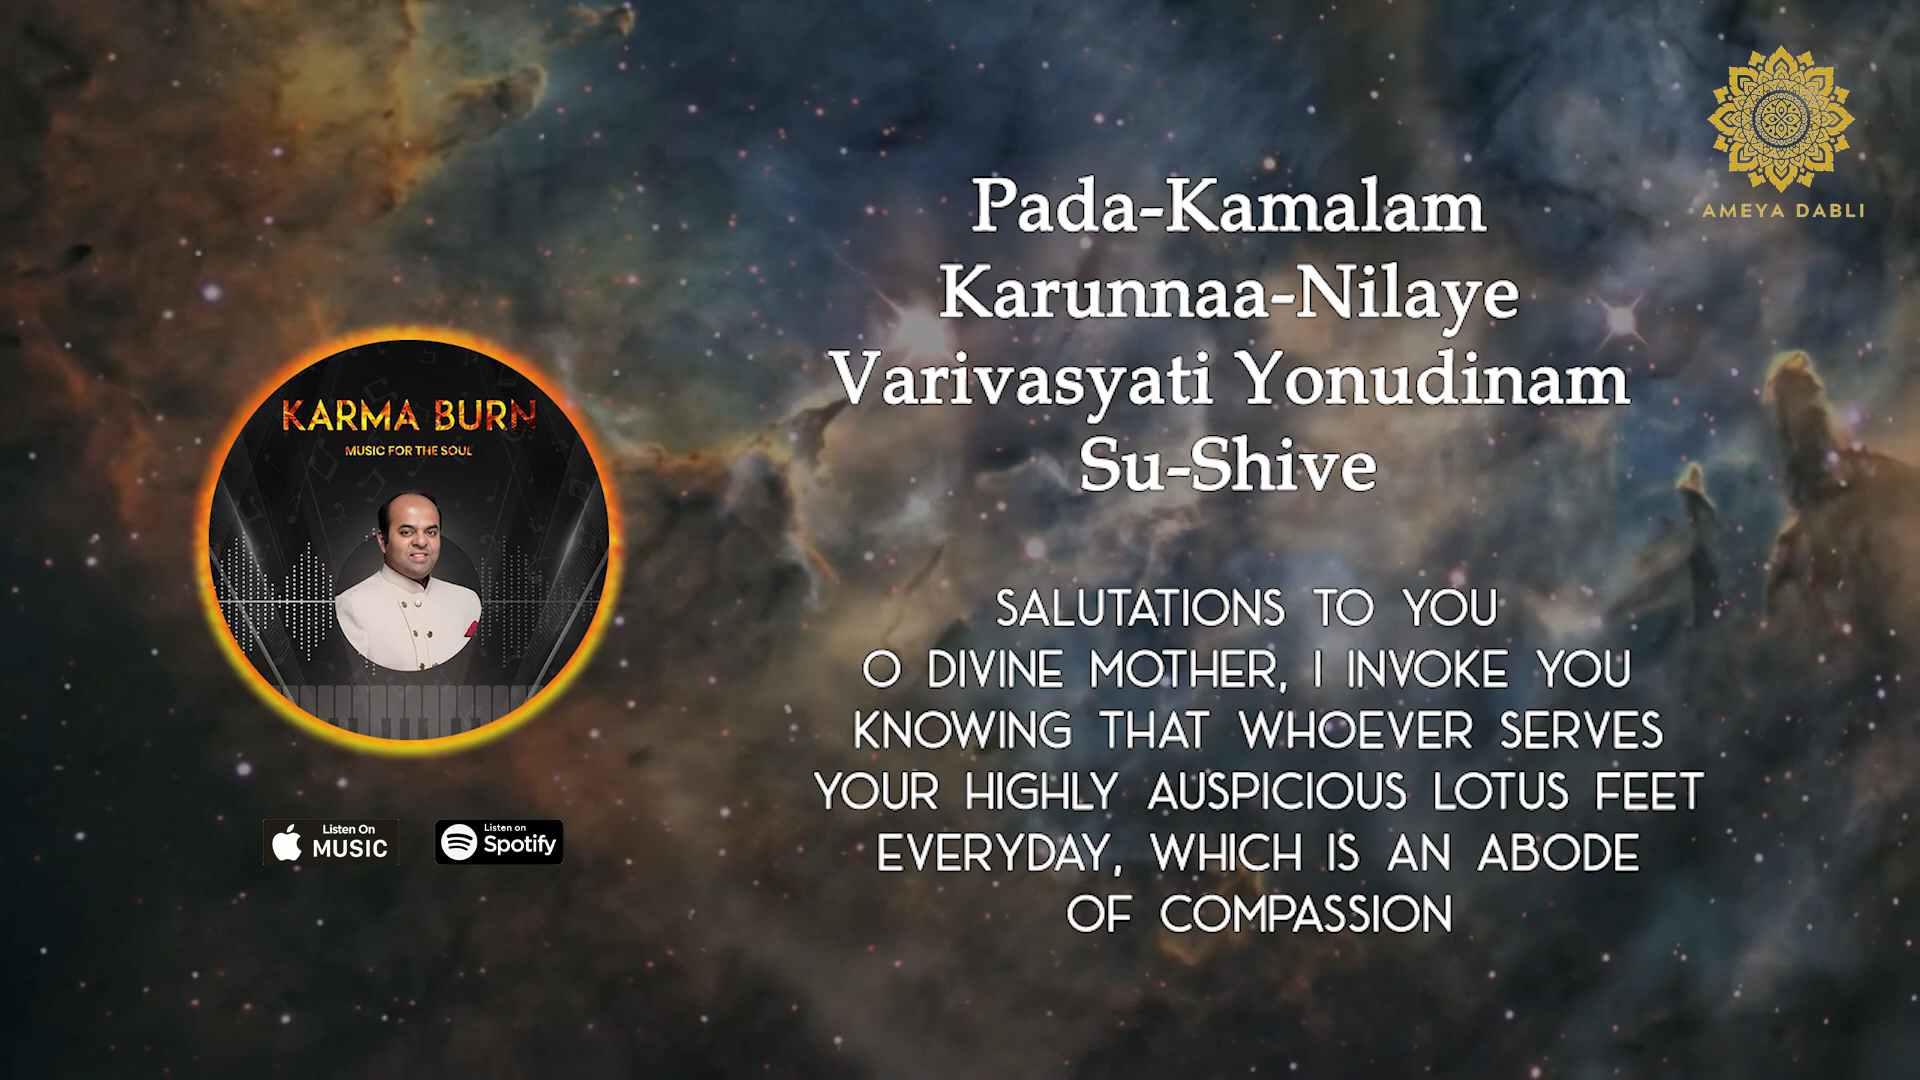 AMEYA DABLI
Pada-Kamalam
Karunnaa-Nilaye
Varivasyati Yonudinam
Su-Shive
KARMA BURN
MUSIC FOR THE SOUL
SALUTATIONS TO YOU
O DIVINE MOTHER, I INVOKE YOU
KNOWING THAT WHOEVER SERVES
YOUR HIGHLY AUSPICIOUS LOTUS FEET
EVERYDAY, WHICH IS AN ABODE
OF COMPASSION
Listen On
MUSIC
Listen on
Spotify